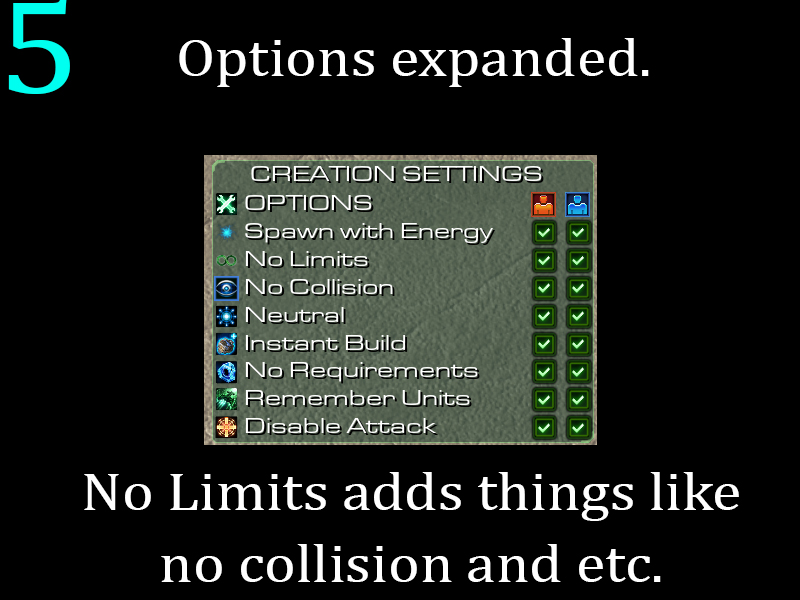 5
Options expanded.
CREATION SETTINGS
OPTIONS
Spawn with Energy
No Limits
No Collision
Neutral
Instant Build
No Requirements
Remember Units
Disable Attack
No Limits adds things like
no collision and etc.